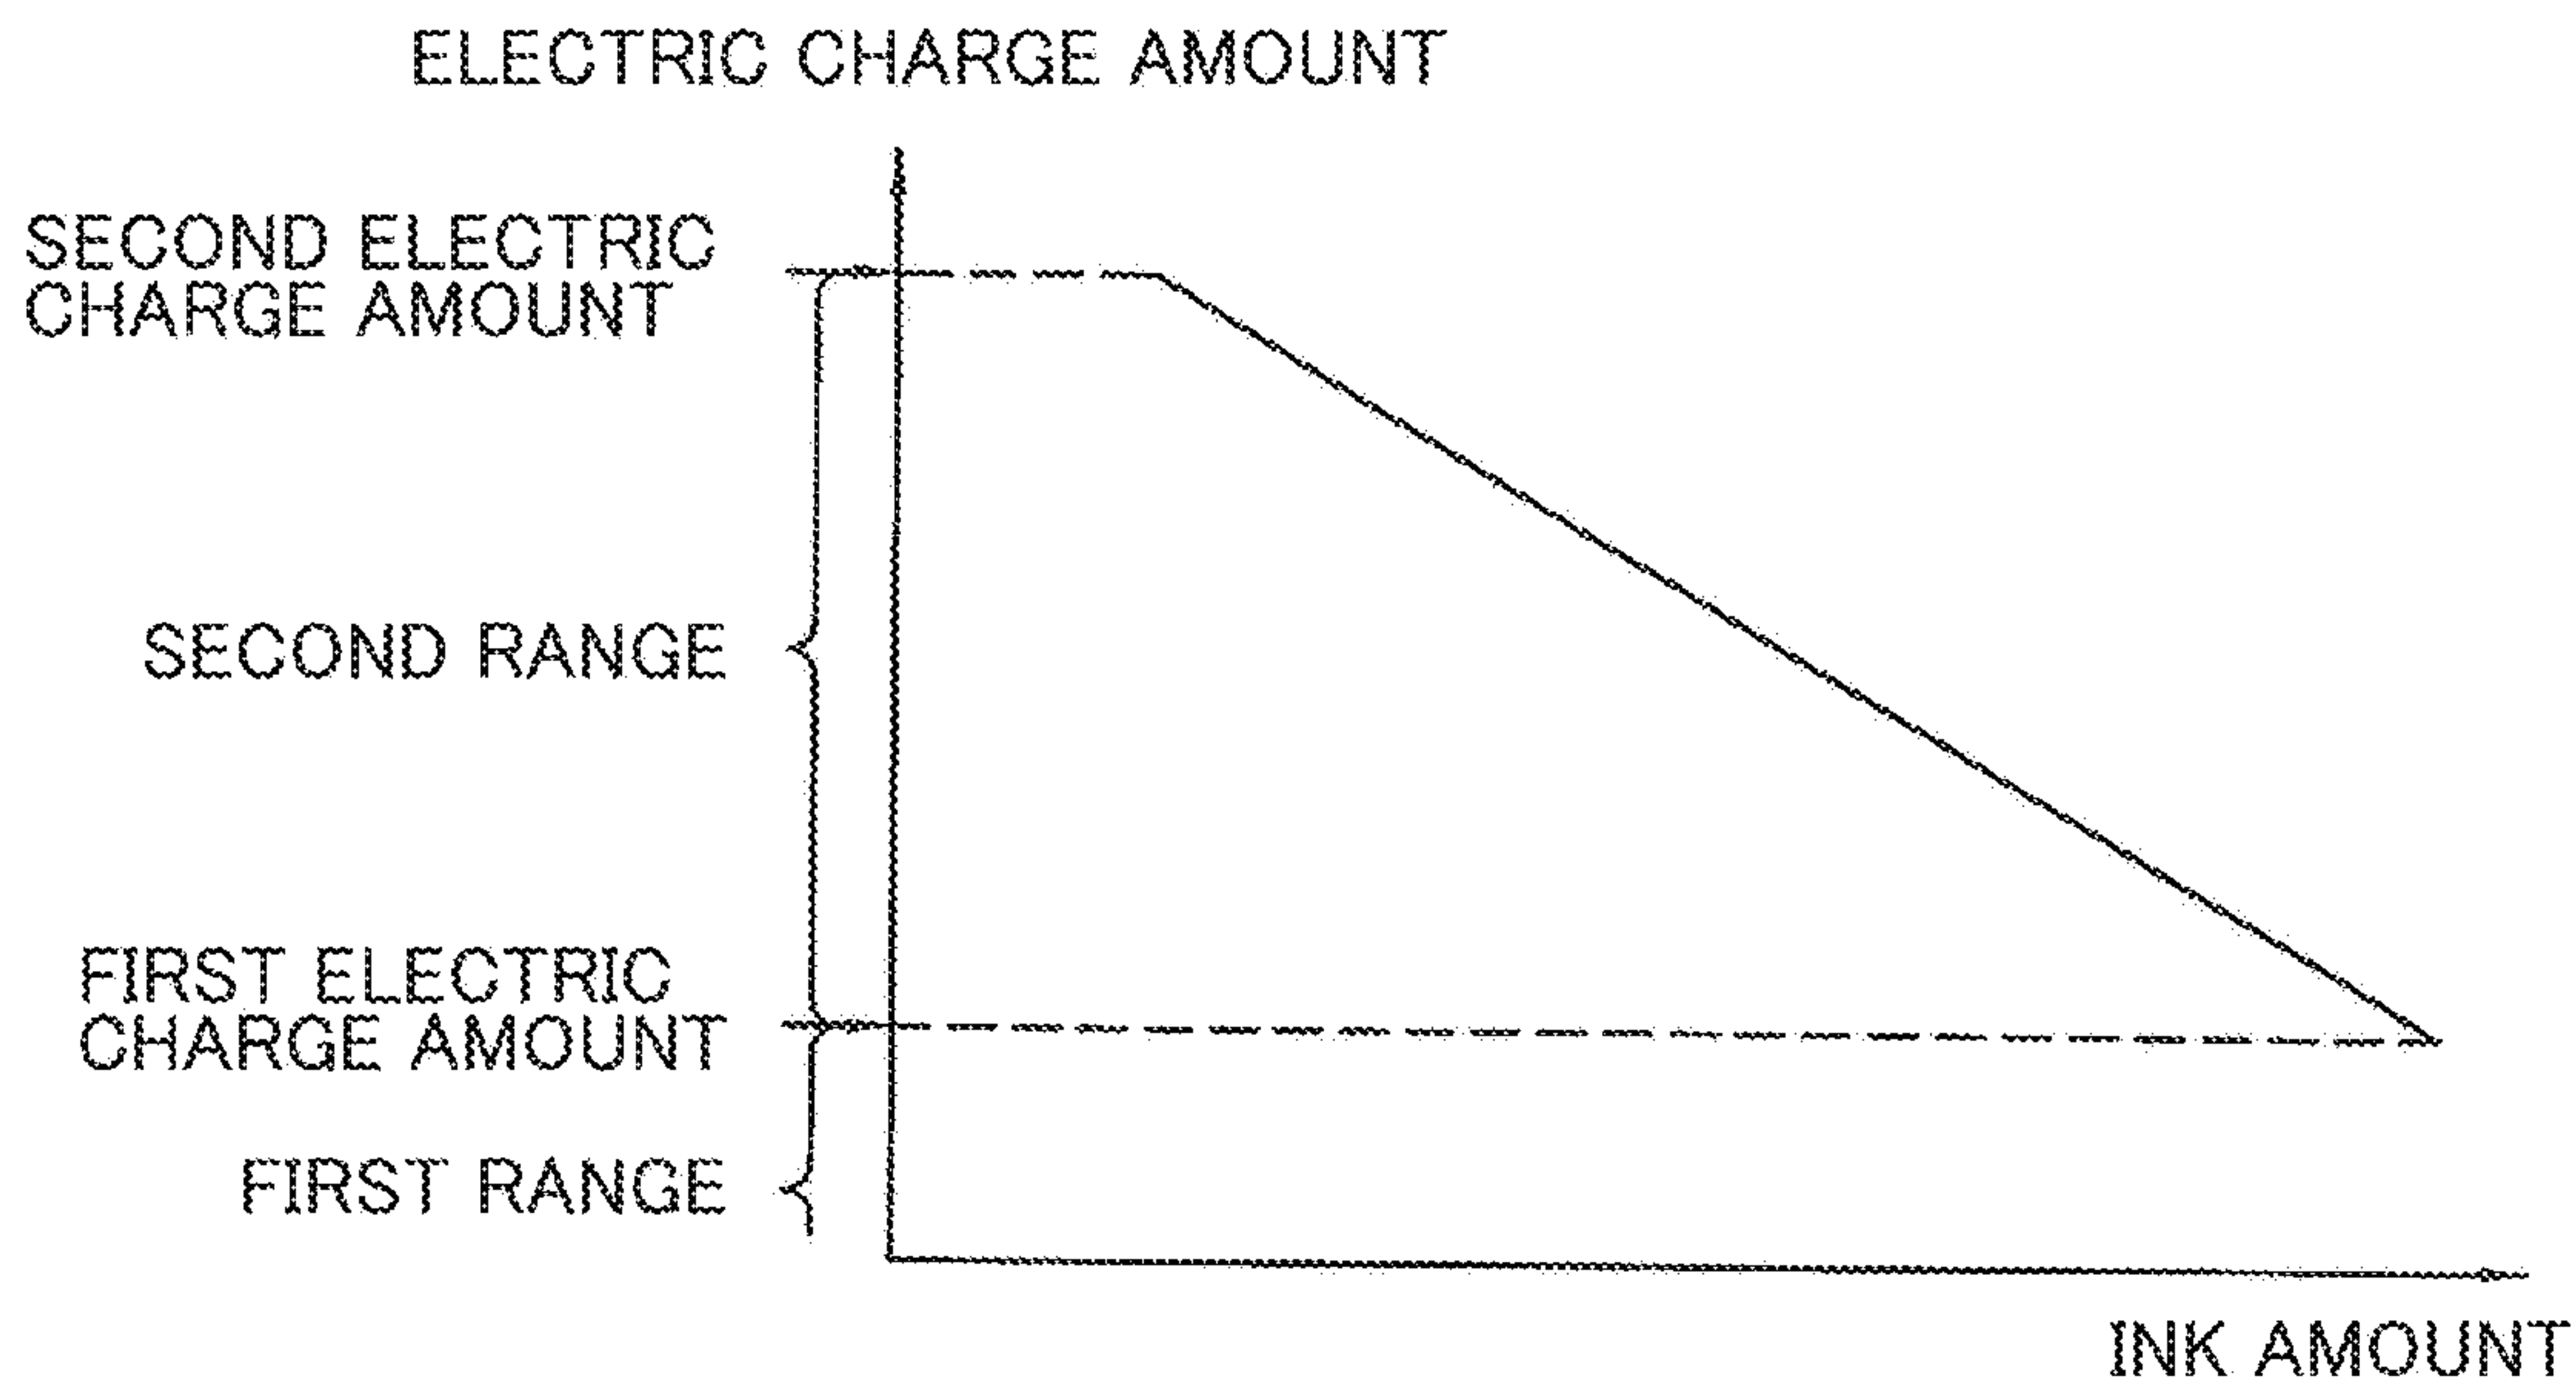 ELECTRIC CHARGE AMOUNT
SECOND ELECTRIC
CHARGE AMOUNT
SECOND RANGE
FIRST ELECTRIC
CHARGE AMOUNT
FIRST RANGE
INK AMOUNT